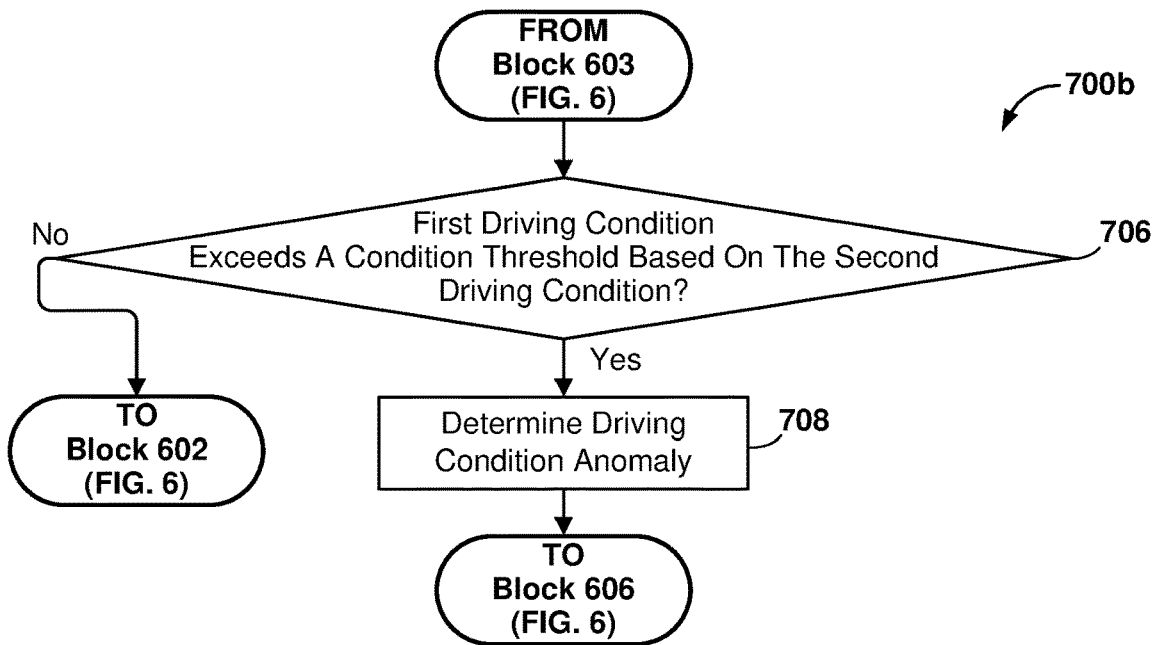 FROM
Block 603
(FIG. 6)
700b
First Driving Condition
Exceeds A Condition Threshold Based On The Second
Driving Condition?
706
No
Yes
TO
Block 602
(FIG. 6)
Determine Driving
Condition Anomaly
708
TO
Block 606
(FIG. 6)